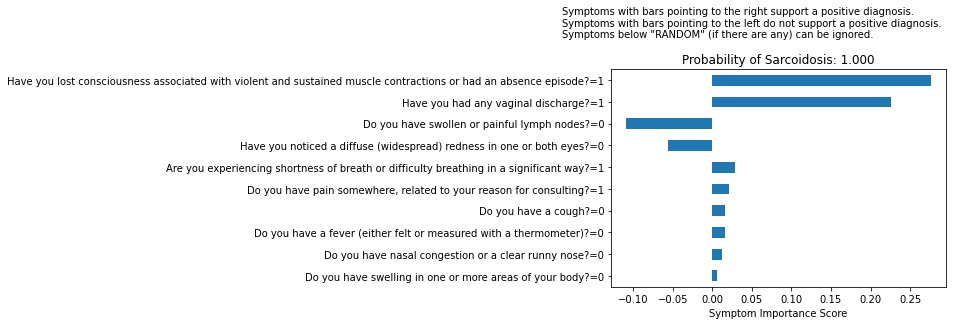 Symptoms with bars pointing to the right support a positive diagnosis.
Symptoms with bars pointing to the left do not support a positive diagnosis.
Symptoms below "RANDOM" (if there are any) can be ignored.
Probability of Sarcoidosis: 1.000
Have you lost consciousness associated with violent and sustained muscle contractions or had an absence episode?=1
Have you had any vaginal discharge?=1
Do you have swollen or painful lymph nodes?=0
Have you noticed a diffuse (widespread) redness in one or both eyes?=0
Are you experiencing shortness of breath or difficulty breathing in a significant way?=1
Do you have pain somewhere, related to your reason for consulting?=1
Do you have a cough?=0
Do you have a fever (either felt or measured with a thermometer)?=0
Do you have nasal congestion or a clear runny nose?=0
Do you have swelling in one or more areas of your body?=0
−0.10 −0.05 0.00 0.05 0.10 0.15 0.20 0.25
Symptom Importance Score